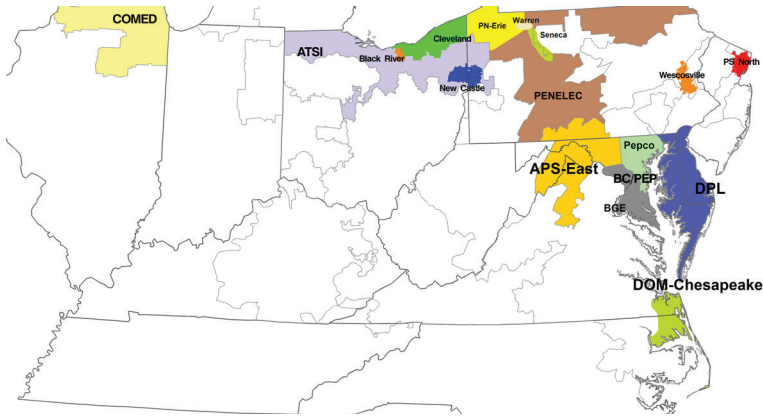 COMED
ATSI
Black River
Cleveland
New Castle
PN-Erie
Warren
Seneca
PENELEC
Wescosville
PS North
APS-East
Pepco
BC/PEP
BGE
DPL
DOM-Chesapeake